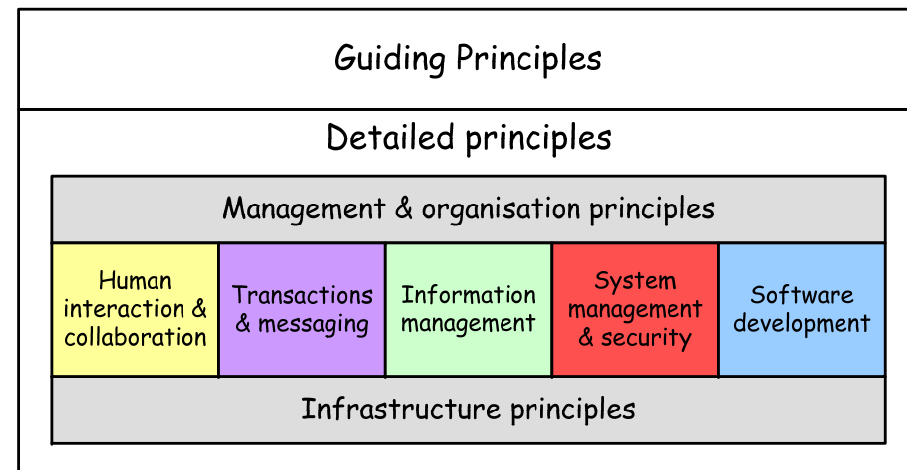 Guiding Principles
Detailed principles
Management & organisation principles
Human
interaction &
collaboration
Transactions
& messaging
Information
management
System
management
& security
Software
development
Infrastructure principles